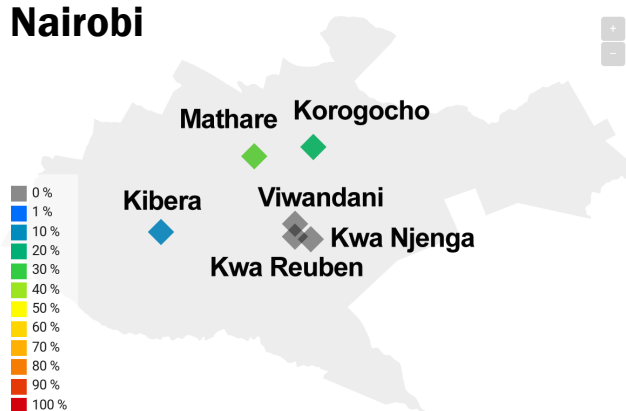 Nairobi
+
−
Mathare
Korogocho
Kibera
Viwandani
Kwa Njenga
Kwa Reuben
0 %
1 %
10 %
20 %
30 %
40 %
50 %
60 %
70 %
80 %
90 %
100 %